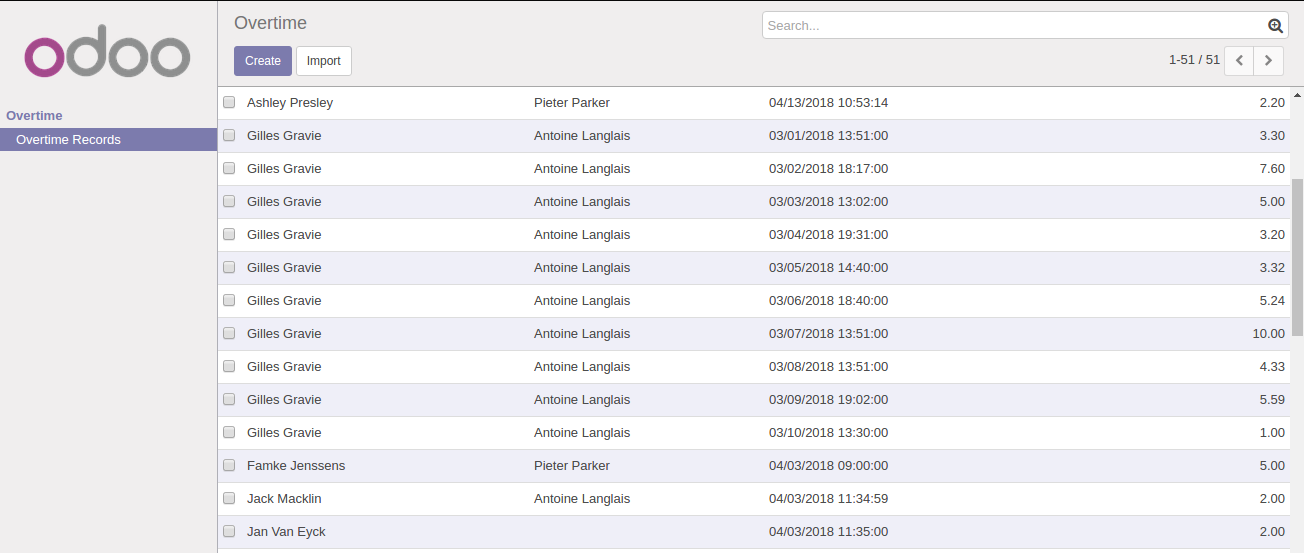 odoo
Overtime
Overtime Records
Overtime
Search...
Create Import
1-51 / 51
Ashley Presley Pieter Parker 04/13/2018 10:53:14 2.20
Gilles Gravie Antoine Langlais 03/01/2018 13:51:00 3.30
Gilles Gravie Antoine Langlais 03/02/2018 18:17:00 7.60
Gilles Gravie Antoine Langlais 03/03/2018 13:02:00 5.00
Gilles Gravie Antoine Langlais 03/04/2018 19:31:00 3.20
Gilles Gravie Antoine Langlais 03/05/2018 14:40:00 3.32
Gilles Gravie Antoine Langlais 03/06/2018 18:40:00 5.24
Gilles Gravie Antoine Langlais 03/07/2018 13:51:00 10.00
Gilles Gravie Antoine Langlais 03/08/2018 13:51:00 4.33
Gilles Gravie Antoine Langlais 03/09/2018 19:02:00 5.59
Gilles Gravie Antoine Langlais 03/10/2018 13:30:00 1.00
Famke Jenssens Pieter Parker 04/03/2018 09:00:00 5.00
Jack Macklin Antoine Langlais 04/03/2018 11:34:59 2.00
Jan Van Eyck 04/03/2018 11:35:00 2.00